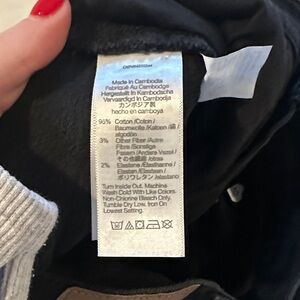 Made in Cambodia
Fabriqué Au Cambodge
Hergestellt in Kambodscha
Vervaardigd In Cambodja
カンボジア製
hecho en camboya
95% Cotton /Coton /
Baumwolle /Katoen /綿 /
algodón
3% Other Fiber /Autre
Fibre /Sonstige
Fasern /Andere Vezel /
その他繊維 /otras
2% Elastane /Elasthanne /
Elastan /Elastaan /
ポリウレタン /elastano
Turn Inside Out. Machine
Wash Cold With Like Colors.
Non-Chlorine Bleach Only.
Tumble Dry Low. Iron On
Lowest Setting.